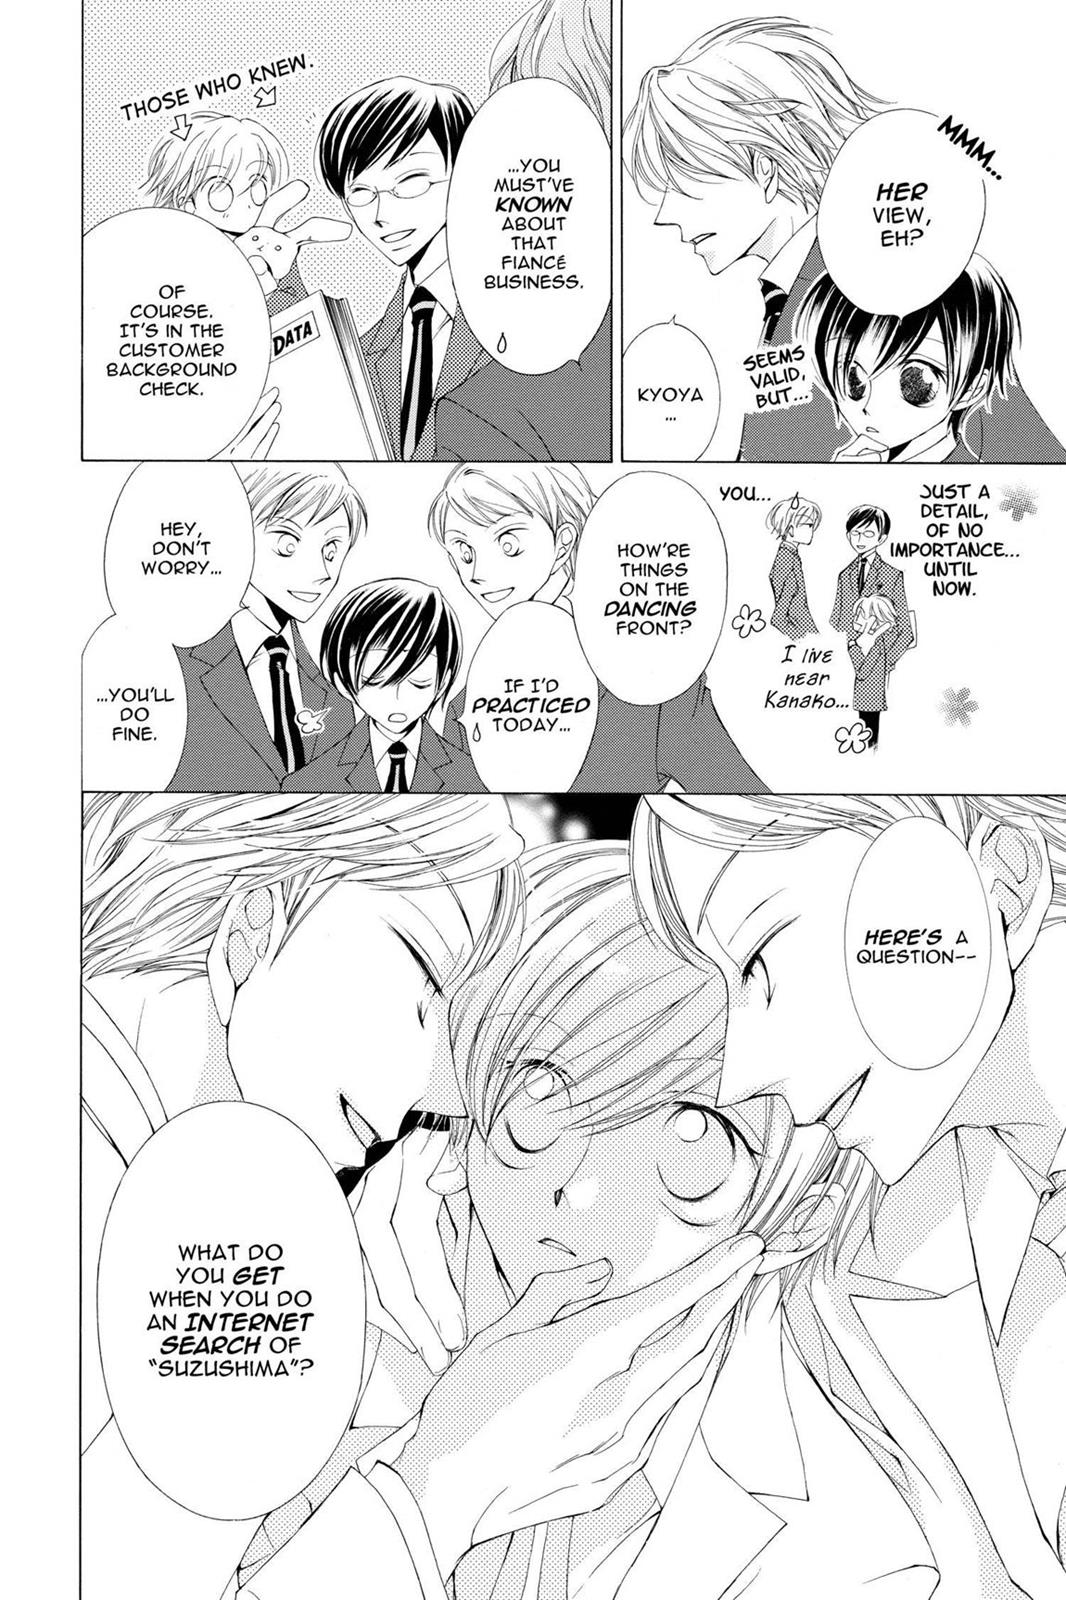 MMM...
HER
VIEW,
EH?
SEEMS
VALID,
BUT...
KYOYA
...
...YOU
MUST'VE
KNOWN
ABOUT
THAT
FIANCÉ
BUSINESS.
THOSE WHO KNEW.
OF
COURSE.
IT'S IN THE
CUSTOMER
BACKGROUND
CHECK.
DATA
JUST A
DETAIL,
OF NO
IMPORTANCE...
UNTIL
NOW.
YOU...
I live
near
Kanako...
HOW'RE
THINGS
ON THE
DANCING
FRONT?
IF I'D
PRACTICED
TODAY...
HEY,
DON'T
WORRY...
...YOU'LL
DO
FINE.
HERE'S A
QUESTION--
WHAT DO
YOU GET
WHEN YOU DO
AN INTERNET
SEARCH OF
"SUZUSHIMA"?